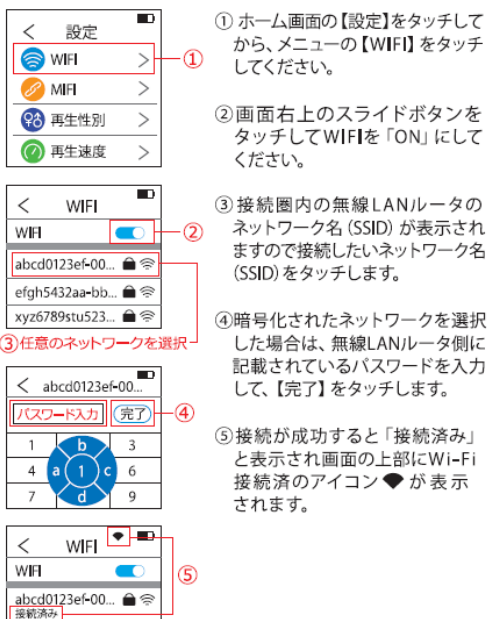 設定
WIFI
①
MIFI
再生性別
再生速度
WIFI
WIFI
②
abcd0123ef-00...
efgh5432aa-bb...
xyz6789stu523...
③任意のネットワークを選択
abcd0123ef-00...
パスワード入力 完了
④
1 b 3
4 a 1 c 6
7 d 9
WIFI
WIFI
⑤
abcd0123ef-00...
接続済み
① ホーム画面の【設定】をタッチして
から、メニューの【WIFI】をタッチ
してください。
②画面右上のスライドボタンを
タッチしてWIFIを「ON」にして
ください。
③接続圏内の無線LANルータの
ネットワーク名(SSID)が表示され
ますので接続したいネットワーク名
(SSID)をタッチします。
④暗号化されたネットワークを選択
した場合は、無線LANルータ側に
記載されているパスワードを入力
して、【完了】をタッチします。
⑤接続が成功すると「接続済み」
と表示され画面の上部にWi-Fi
接続済のアイコン が表示
されます。